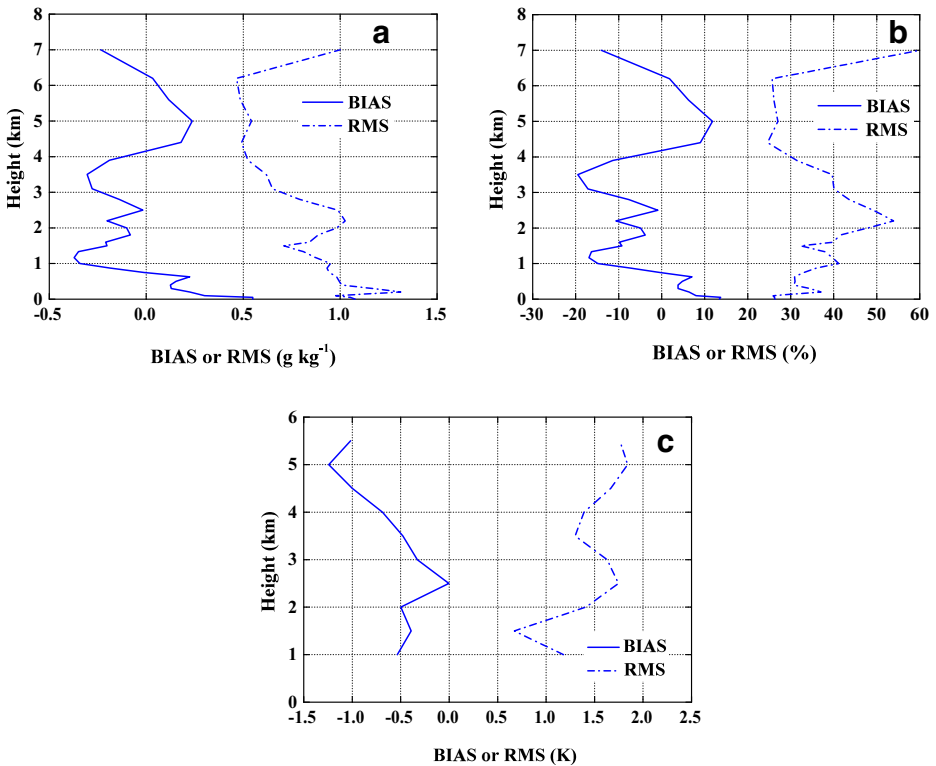 8
7
6
5
4
3
2
1
0
Height (km)
a
BIAS
RMS
-0.5 0.0 0.5 1.0 1.5
BIAS or RMS (g kg-1)
8
7
6
5
4
3
2
1
0
Height (km)
b
BIAS
RMS
-30 -20 -10 0 10 20 30 40 50 60
BIAS or RMS (%)
6
5
4
3
2
1
0
Height (km)
c
BIAS
RMS
-1.5 -1.0 -0.5 0.0 0.5 1.0 1.5 2.0 2.5
BIAS or RMS (K)